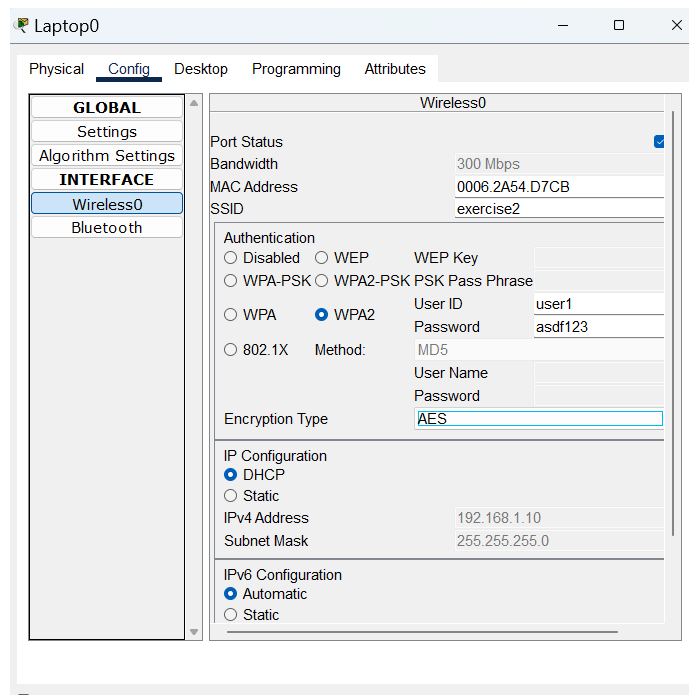 Laptop0
Physical Config Desktop Programming Attributes
GLOBAL
Settings
Algorithm Settings
INTERFACE
Wireless0
Bluetooth
Wireless0
Port Status
Bandwidth 300 Mbps
MAC Address 0006.2A54.D7CB
SSID exercise2
Authentication
Disabled WEP WEP Key
WPA-PSK WPA2-PSK PSK Pass Phrase
WPA WPA2 User ID user1
Password asdf123
802.1X Method: MD5
User Name
Password
Encryption Type AES
IP Configuration
DHCP
Static
IPv4 Address 192.168.1.10
Subnet Mask 255.255.255.0
IPv6 Configuration
Automatic
Static